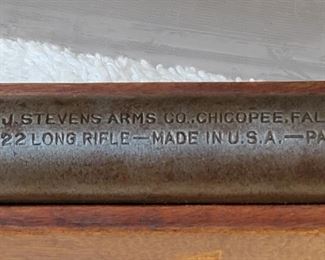 J. STEVENS ARMS CO., CHICOPEE, FAL
22 LONG RIFLE—MADE IN U.S.A.—PA